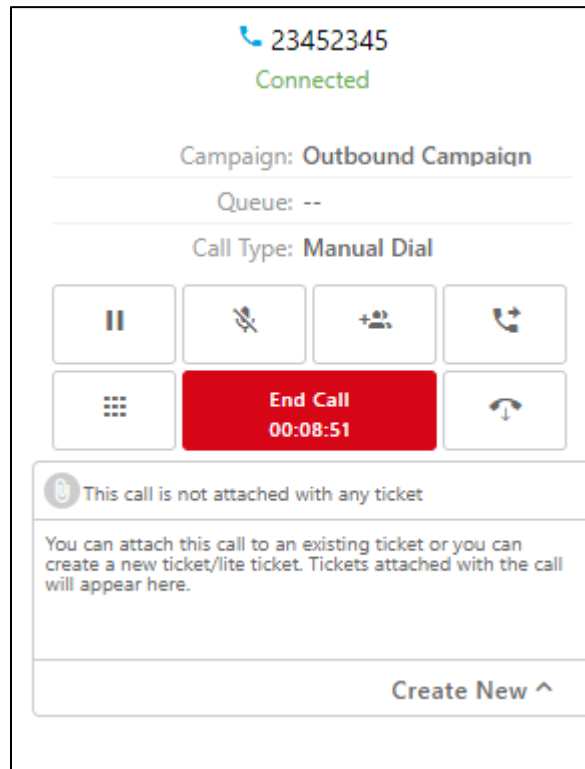 23452345
Connected
Campaign: Outbound Campaign
Queue: --
Call Type: Manual Dial
End Call
00:08:51
This call is not attached with any ticket
You can attach this call to an existing ticket or you can
create a new ticket/lite ticket. Tickets attached with the call
will appear here.
Create New